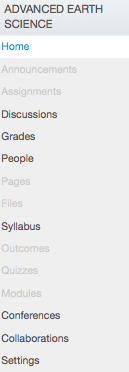 ADVANCED EARTH
SCIENCE
Home
Announcements
Assignments
Discussions
Grades
People
Pages
Files
Syllabus
Outcomes
Quizzes
Modules
Conferences
Collaborations
Settings